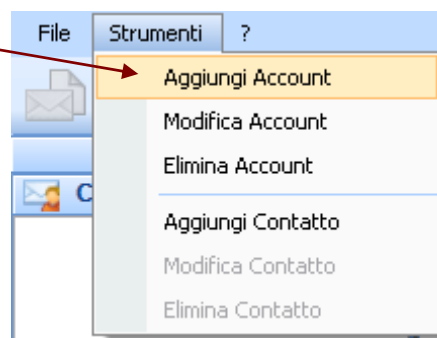 File Strumenti ?
Aggiungi Account
Modifica Account
Elimina Account
C
Aggiungi Contatto
Modifica Contatto
Elimina Contatto